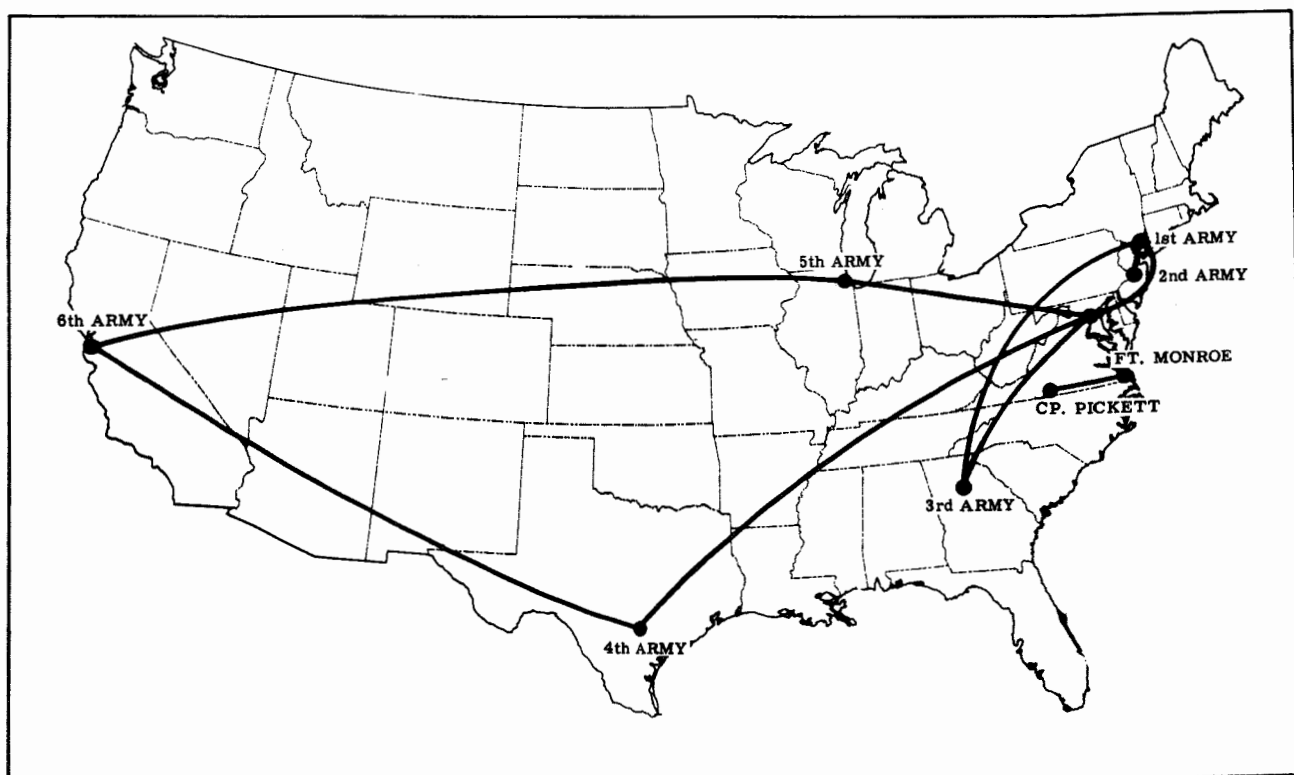 1st ARMY
5th ARMY
2nd ARMY
6th ARMY
FT. MONROE
CP. PICKETT
3rd ARMY
4th ARMY